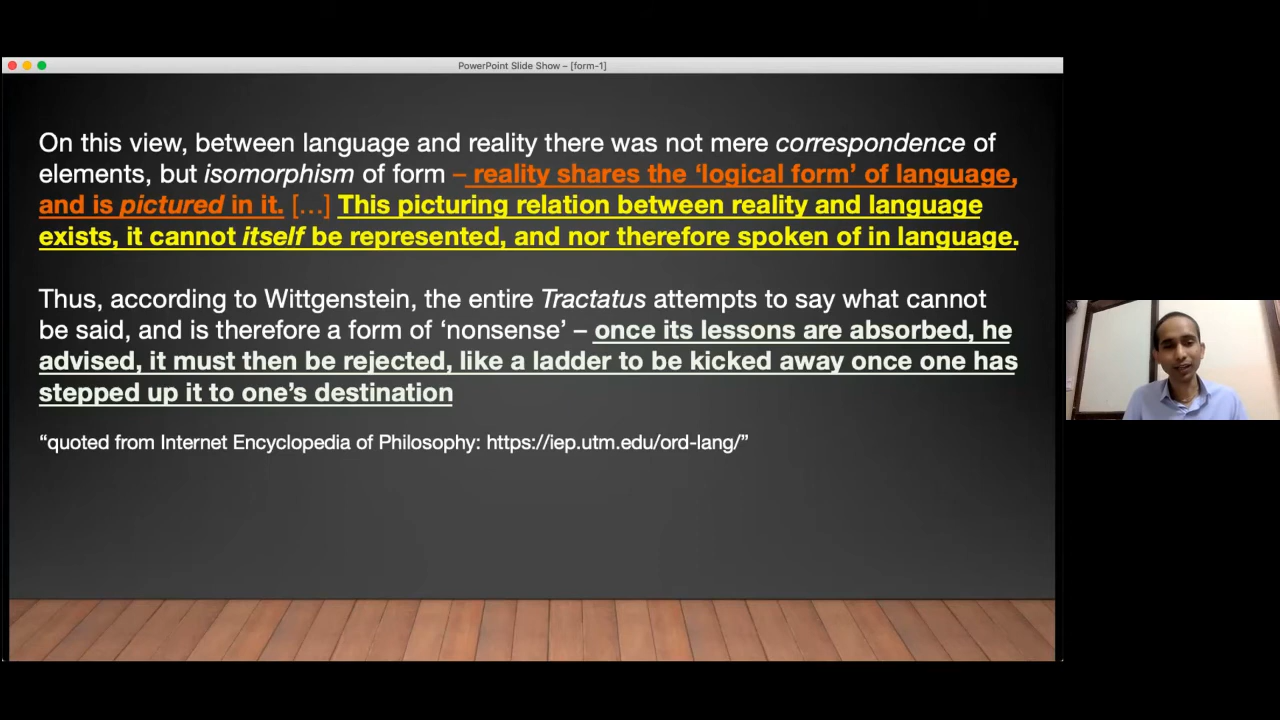 PowerPoint Slide Show – [form-1]
On this view, between language and reality there was not mere correspondence of
elements, but isomorphism of form – reality shares the ‘logical form’ of language,
and is pictured in it. […] This picturing relation between reality and language
exists, it cannot itself be represented, and nor therefore spoken of in language.
Thus, according to Wittgenstein, the entire Tractatus attempts to say what cannot
be said, and is therefore a form of ‘nonsense’ – once its lessons are absorbed, he
advised, it must then be rejected, like a ladder to be kicked away once one has
stepped up it to one’s destination
“quoted from Internet Encyclopedia of Philosophy: https://iep.utm.edu/ord-lang/”